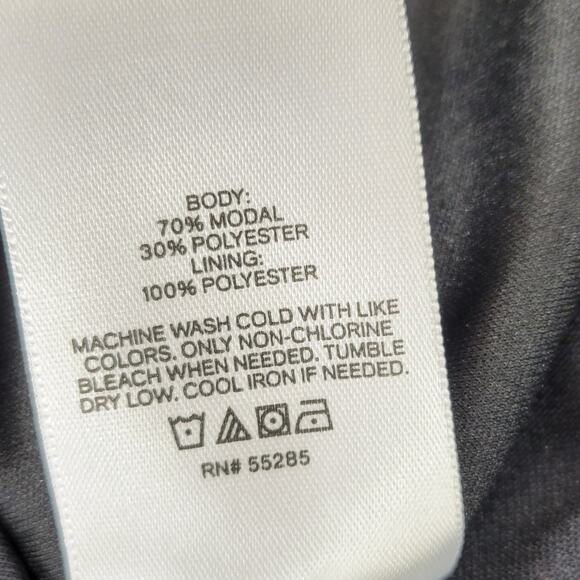 BODY:
70% MODAL
30% POLYESTER
LINING:
100% POLYESTER
MACHINE WASH COLD WITH LIKE
COLORS. ONLY NON-CHLORINE
BLEACH WHEN NEEDED. TUMBLE
DRY LOW. COOL IRON IF NEEDED.
RN# 55285